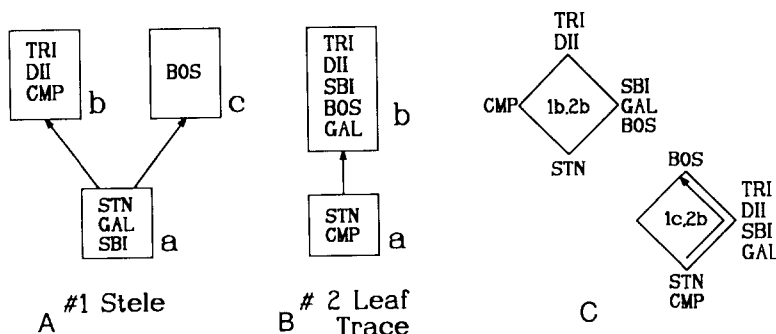 TRI
DII
CMP
b
BOS
c
STN
GAL
SBI
a
A
#1 Stele
TRI
DII
SBI
BOS
GAL
b
STN
CMP
a
B
# 2 Leaf
Trace
TRI
DII
CMP
1b,2b
SBI
GAL
BOS
STN
BOS
1c,2b
TRI
DII
SBI
GAL
STN
CMP
C